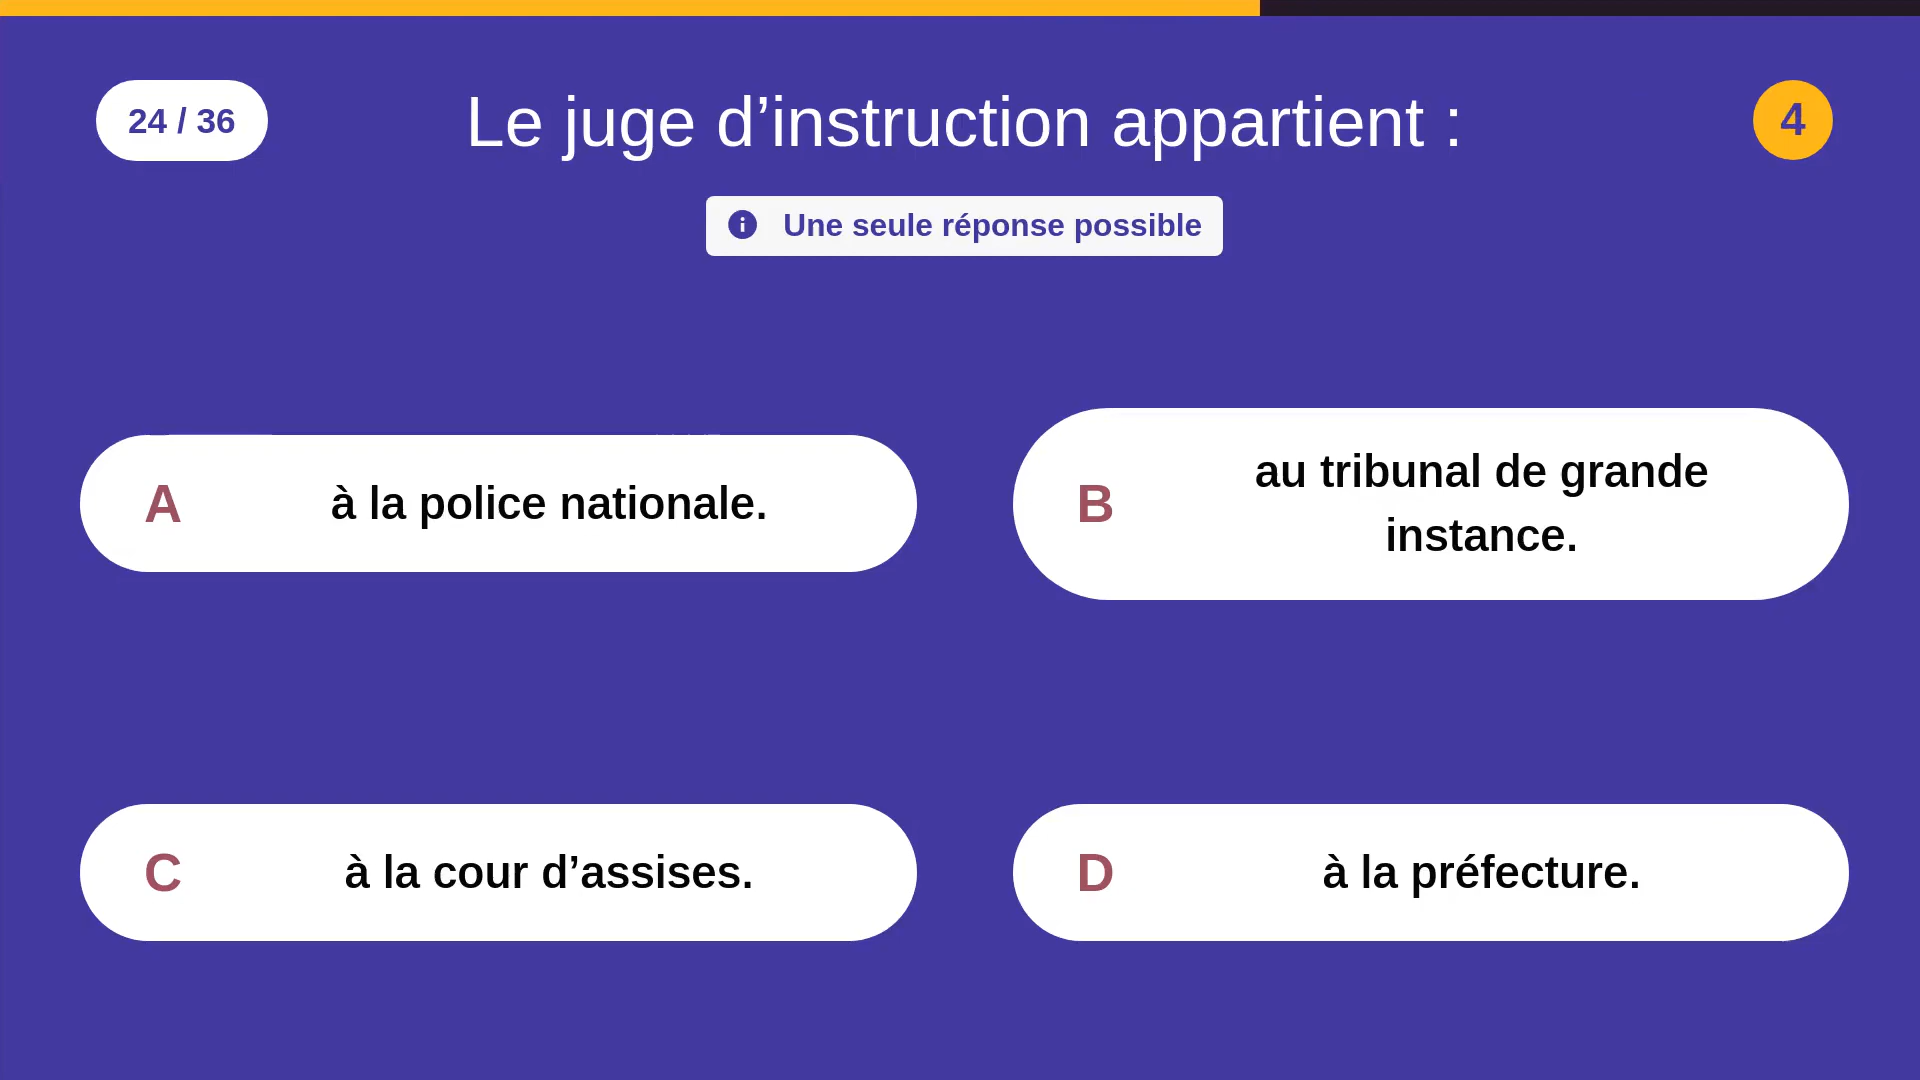 24 / 36
Le juge d’instruction appartient :
4
Une seule réponse possible
A
à la police nationale.
B
au tribunal de grande
instance.
C
à la cour d’assises.
D
à la préfecture.